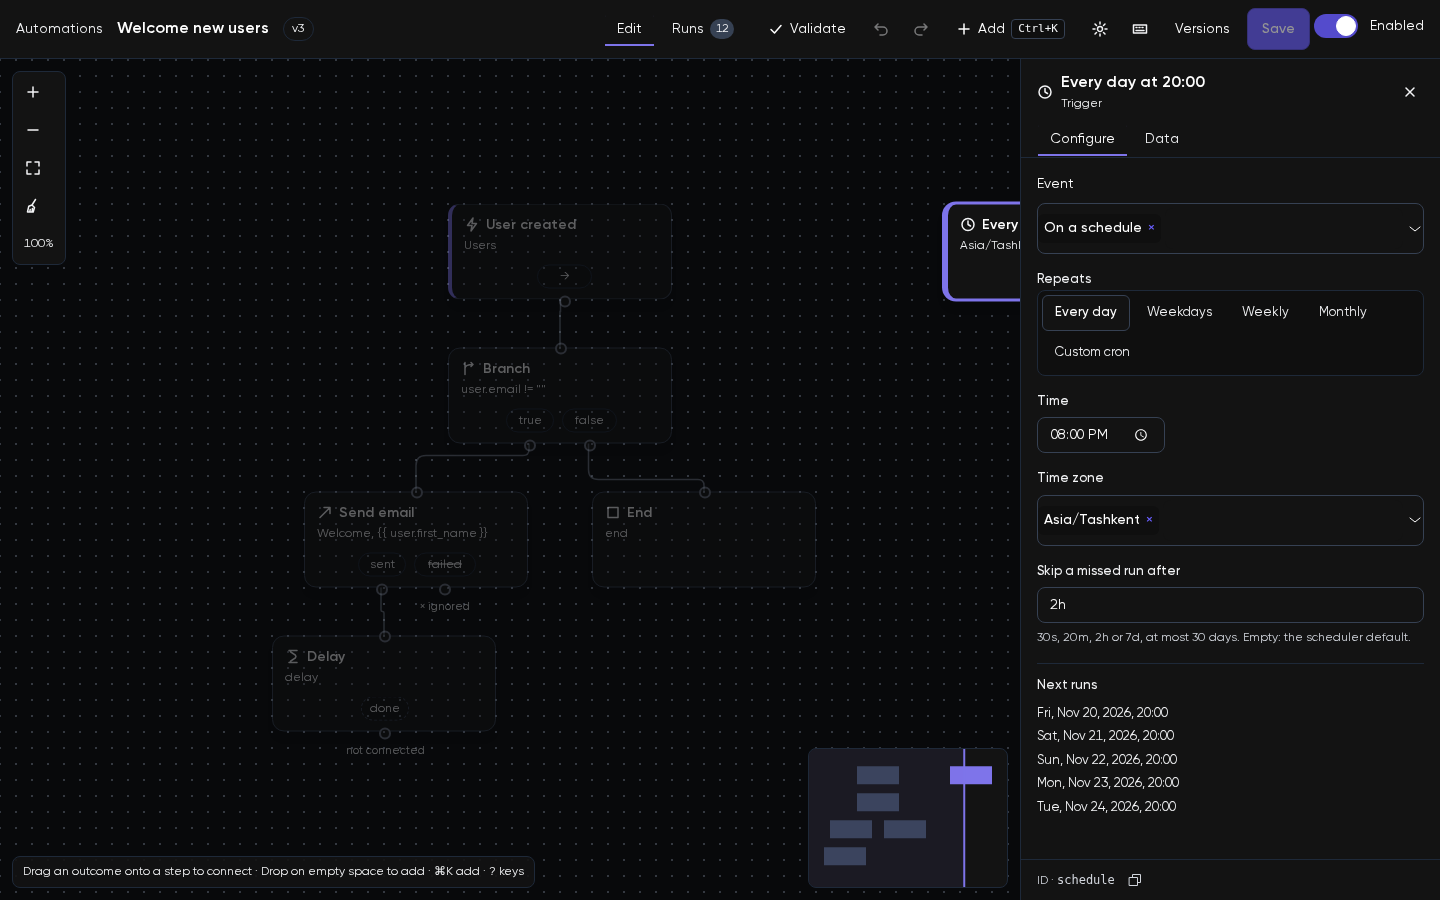 Automations Welcome new users v3 Edit Runs 12 Validate Add Ctrl+K Versions Save Enabled
100%
User created
Users
→
Every
Branch
user.email != ""
true false
Send email
Welcome, {{ user.first_name }}
sent failed
× ignored
End
end
Delay
delay
done
not connected
Drag an outcome onto a step to connect · Drop on empty space to add · ⌘K add · ? keys
Every day at 20:00
Trigger
Configure Data
Event
On a schedule ×
Repeats
Every day Weekdays Weekly Monthly
Custom cron
Time
08:00 PM
Time zone
Asia/Tashkent ×
Skip a missed run after
2h
30s, 20m, 2h or 7d, at most 30 days. Empty: the scheduler default.
Next runs
Fri, Nov 20, 2026, 20:00
Sat, Nov 21, 2026, 20:00
Sun, Nov 22, 2026, 20:00
Mon, Nov 23, 2026, 20:00
Tue, Nov 24, 2026, 20:00
ID · schedule